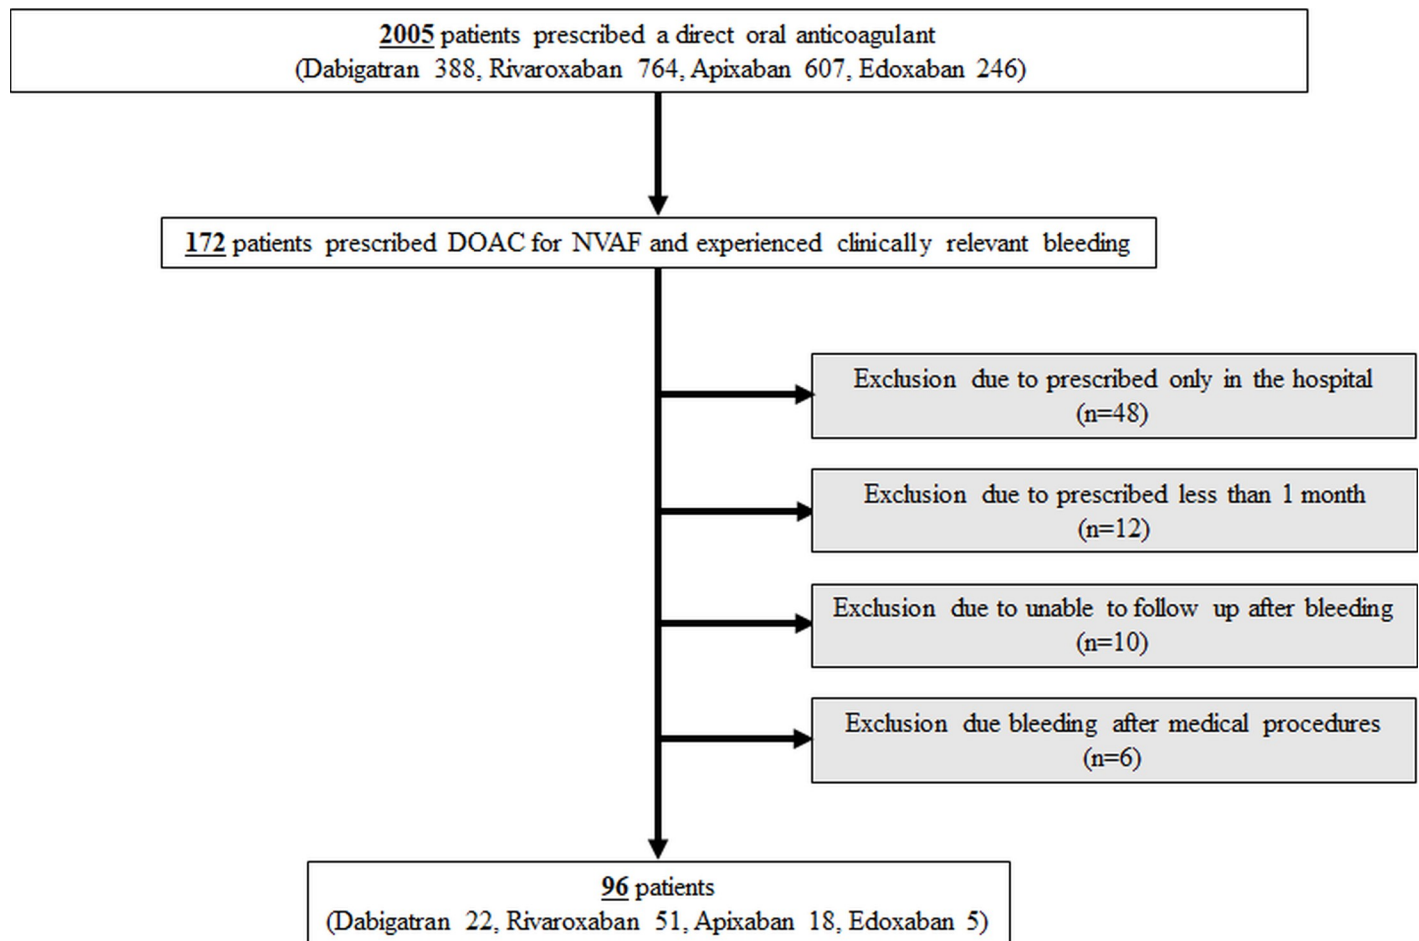 2005 patients prescribed a direct oral anticoagulant
(Dabigatran 388, Rivaroxaban 764, Apixaban 607, Edoxaban 246)
172 patients prescribed DOAC for NVAF and experienced clinically relevant bleeding
Exclusion due to prescribed only in the hospital
(n=48)
Exclusion due to prescribed less than 1 month
(n=12)
Exclusion due to unable to follow up after bleeding
(n=10)
Exclusion due bleeding after medical procedures
(n=6)
96 patients
(Dabigatran 22, Rivaroxaban 51, Apixaban 18, Edoxaban 5)